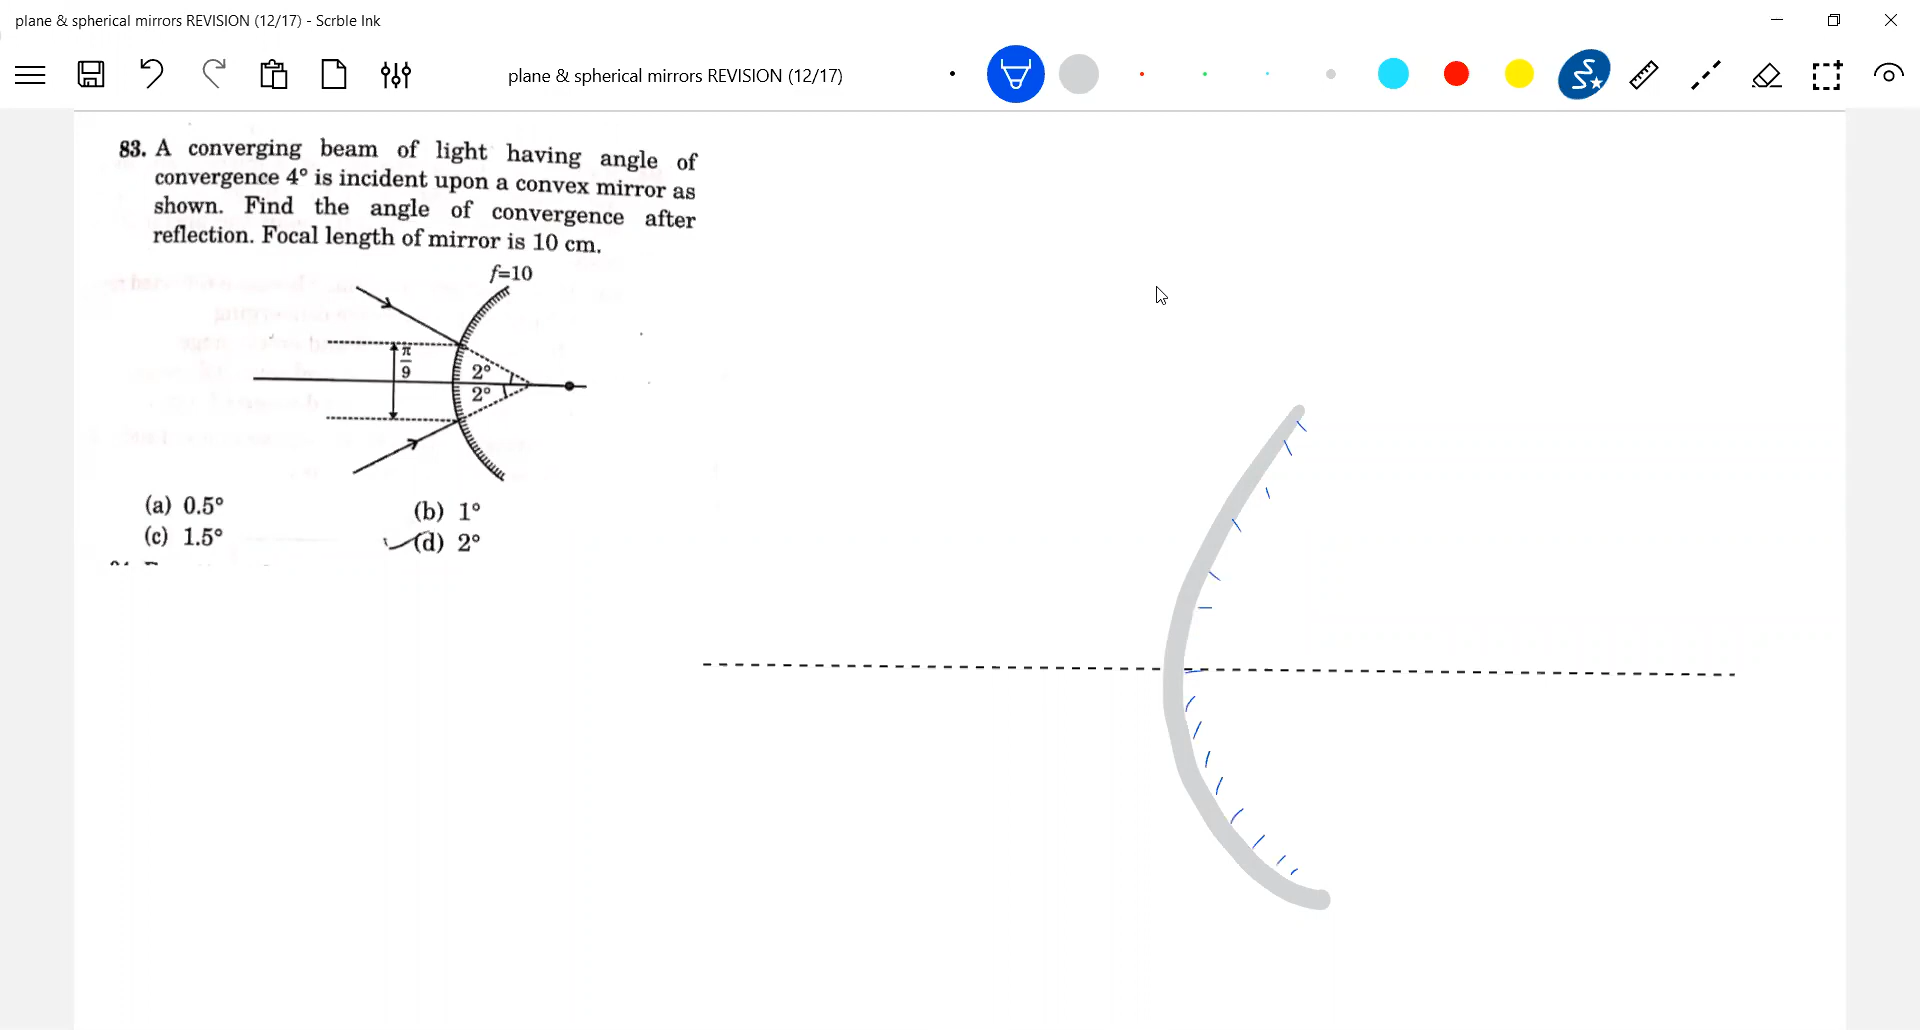 plane & spherical mirrors REVISION (12/17) - Scrble Ink
plane & spherical mirrors REVISION (12/17)
83. A converging beam of light having angle of
convergence 4° is incident upon a convex mirror as
shown. Find the angle of convergence after
reflection. Focal length of mirror is 10 cm.
f=10
π
9
2°
2°
(a) 0.5° (b) 1°
(c) 1.5° (d) 2°